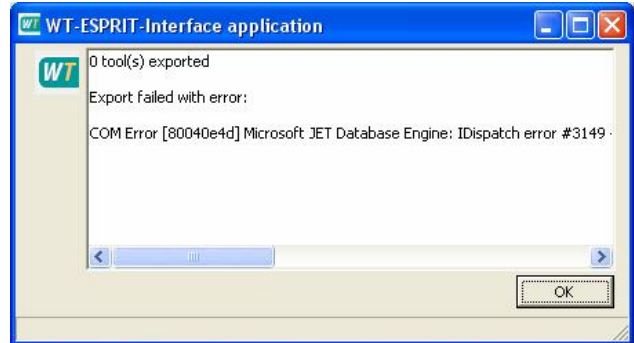 WT-ESPRIT-Interface application
WT
0 tool(s) exported
Export failed with error:
COM Error [80040e4d] Microsoft JET Database Engine: IDispatch error #3149 -
OK